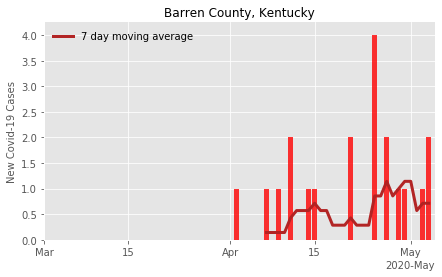 Barren County, Kentucky
7 day moving average
New Covid-19 Cases
4.0
3.5
3.0
2.5
2.0
1.5
1.0
0.5
0.0
Mar
15
Apr
15
May
2020-May